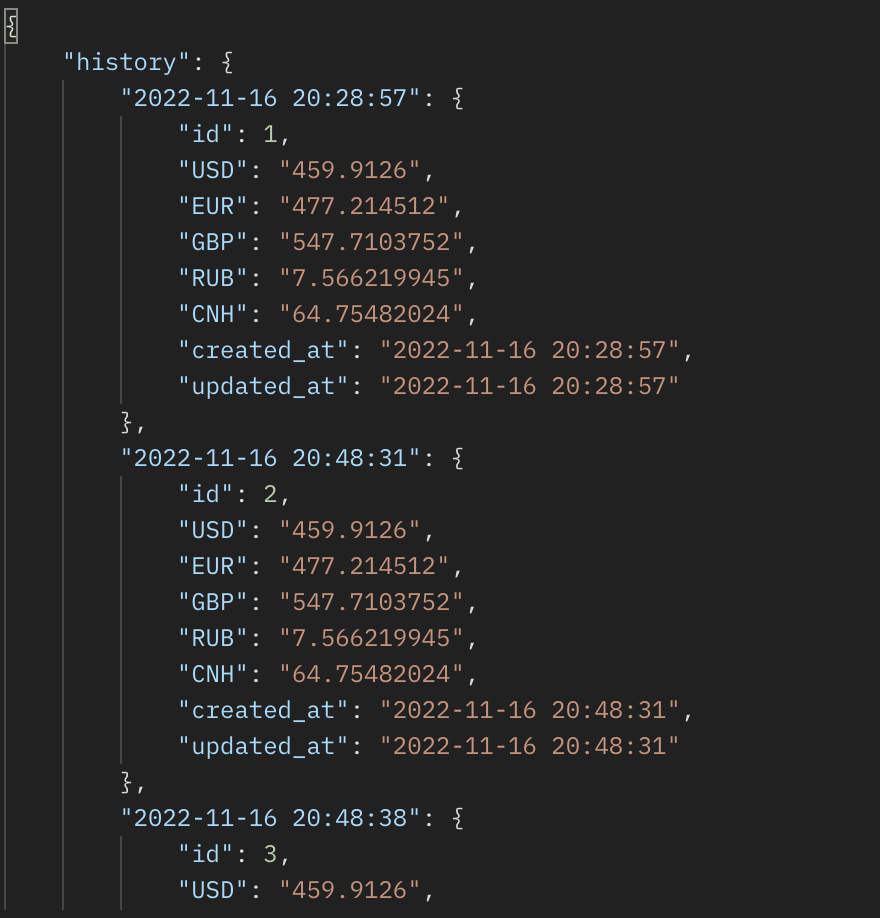 {
    "history": {
        "2022-11-16 20:28:57": {
            "id": 1,
            "USD": "459.9126",
            "EUR": "477.214512",
            "GBP": "547.7103752",
            "RUB": "7.566219945",
            "CNH": "64.75482024",
            "created_at": "2022-11-16 20:28:57",
            "updated_at": "2022-11-16 20:28:57"
        },
        "2022-11-16 20:48:31": {
            "id": 2,
            "USD": "459.9126",
            "EUR": "477.214512",
            "GBP": "547.7103752",
            "RUB": "7.566219945",
            "CNH": "64.75482024",
            "created_at": "2022-11-16 20:48:31",
            "updated_at": "2022-11-16 20:48:31"
        },
        "2022-11-16 20:48:38": {
            "id": 3,
            "USD": "459.9126",